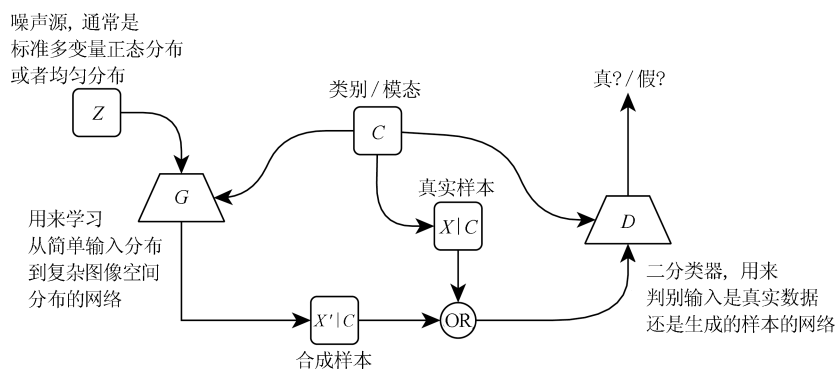 噪声源, 通常是
标准多变量正态分布
或者均匀分布
Z
类别 / 模态
C
真? / 假?
G
真实样本
X|C
D
用来学习
从简单输入分布
到复杂图像空间
分布的网络
二分类器, 用来
判别输入是真实数据
还是生成的样本的网络
X'|C
OR
合成样本